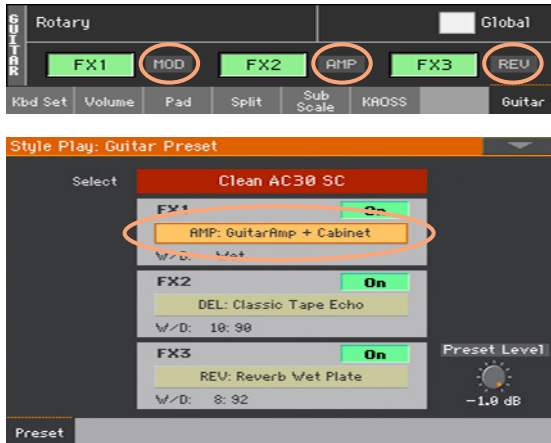 GUITAR
Rotary
Global
FX1 MOD FX2 AMP FX3 REV
Kbd Set Volume Pad Split Sub Scale KAOSS Guitar
Style Play: Guitar Preset
Select Clean AC30 SC
FX1 On
AMP: GuitarAmp + Cabinet
W/D: Wet
FX2 On
DEL: Classic Tape Echo
W/D: 10:90
FX3 On
REV: Reverb Wet Plate
W/D: 8:92
Preset Level
-1.0 dB
Preset